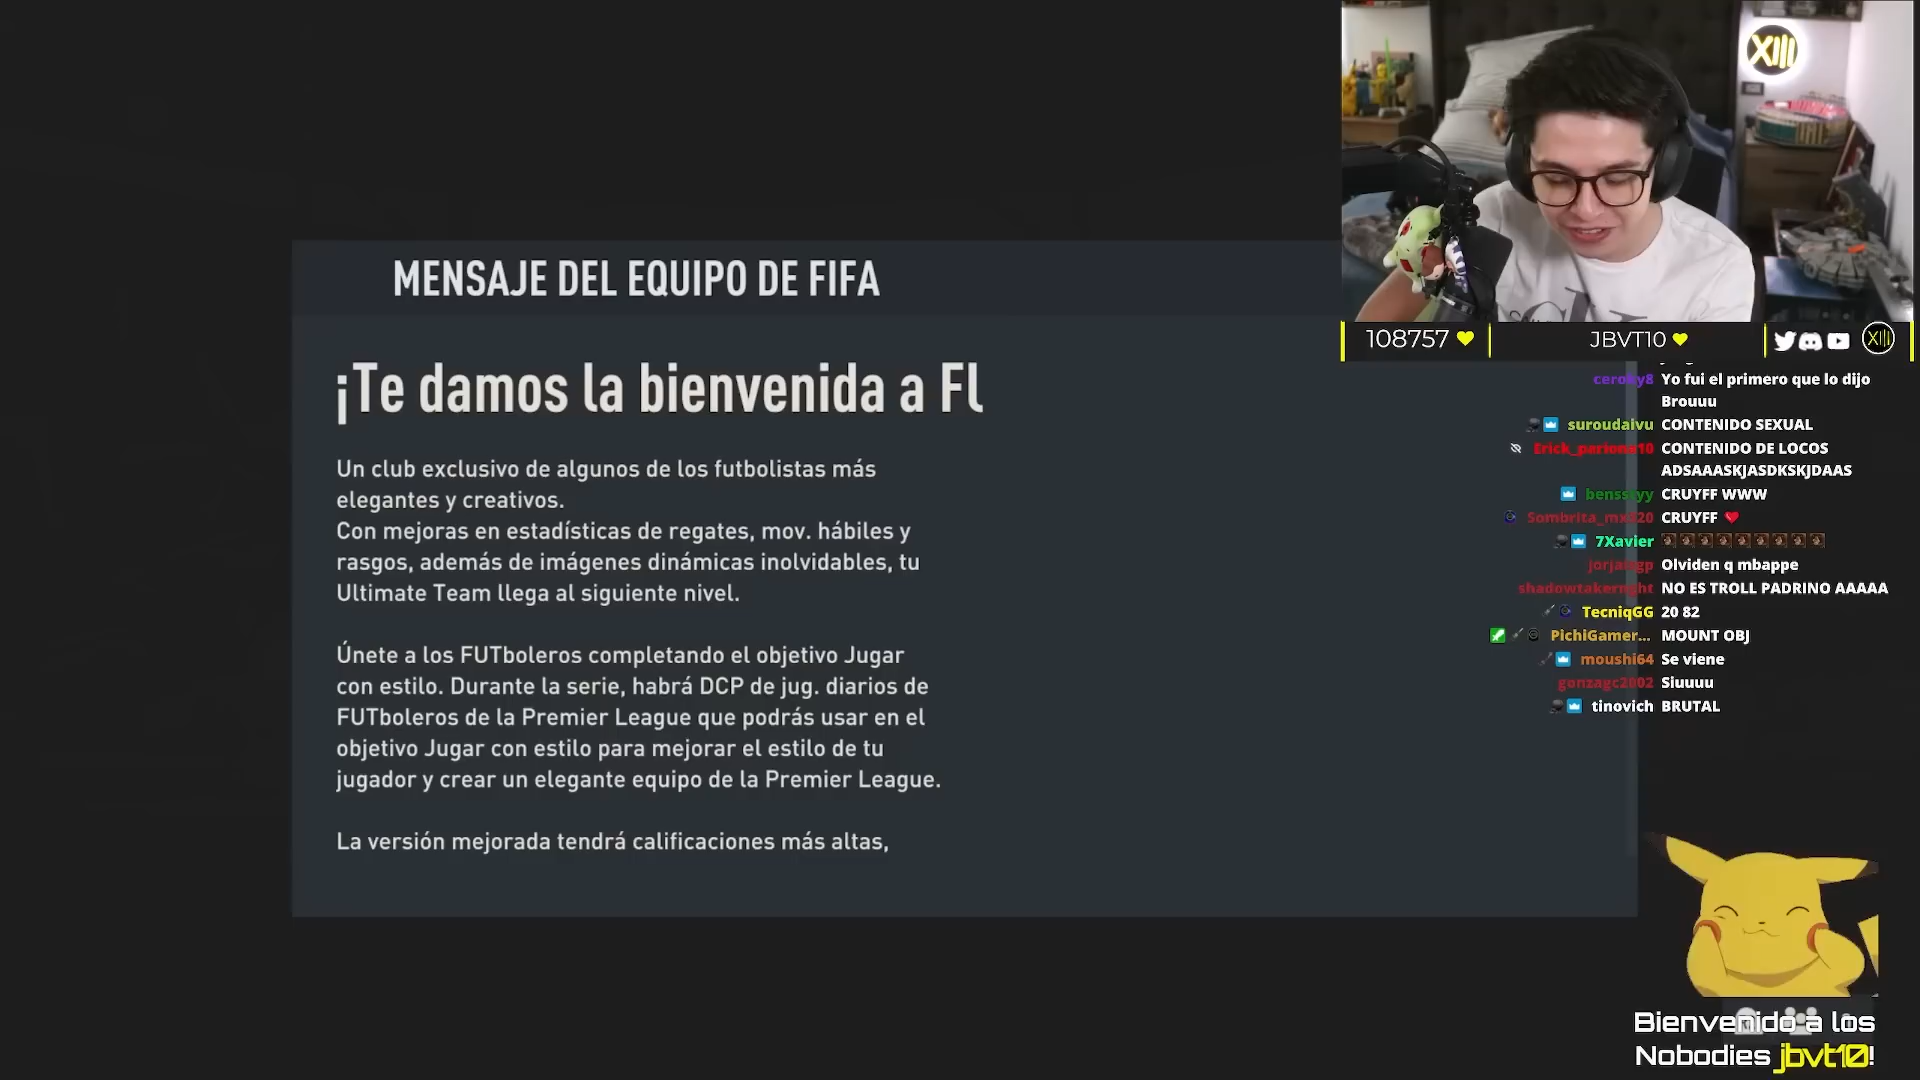 MENSAJE DEL EQUIPO DE FIFA
¡Te damos la bienvenida a Fl
Un club exclusivo de algunos de los futbolistas más
elegantes y creativos.
Con mejoras en estadísticas de regates, mov. hábiles y
rasgos, además de imágenes dinámicas inolvidables, tu
Ultimate Team llega al siguiente nivel.
Únete a los FUTboleros completando el objetivo Jugar
con estilo. Durante la serie, habrá DCP de jug. diarios de
FUTboleros de la Premier League que podrás usar en el
objetivo Jugar con estilo para mejorar el estilo de tu
jugador y crear un elegante equipo de la Premier League.
La versión mejorada tendrá calificaciones más altas,
XIII
108757
JBVT10
XIII
Yo fui el primero que lo dijo
Brouuu
suroudaivu CONTENIDO SEXUAL
CONTENIDO DE LOCOS
ADSAAASKJASDKSKJDAAS
CRUYFF WWW
CRUYFF
7Xavier
Olviden q mbappe
NO ES TROLL PADRINO AAAAA
TecniqGG 20 82
PichiGamer... MOUNT OBJ
moushi64 Se viene
gonzagc2002 Siuuuu
tinovich BRUTAL
Bienvenido a los
Nobodies jbvt10!